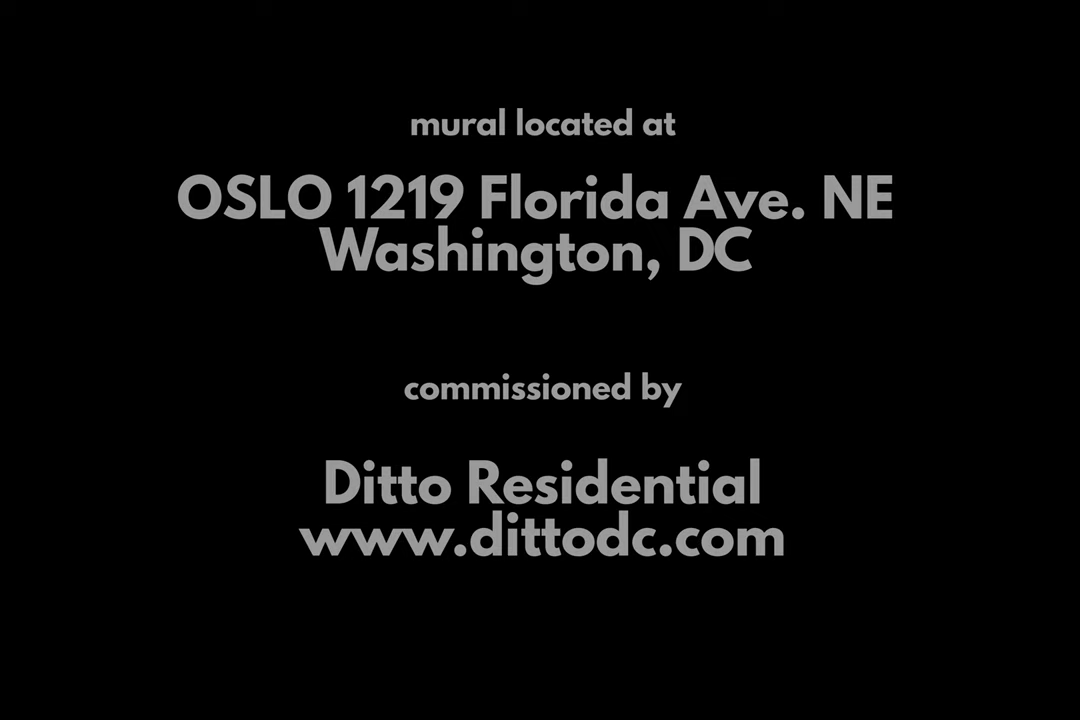 mural located at
OSLO 1219 Florida Ave. NE
Washington, DC
commissioned by
Ditto Residential
www.dittodc.com